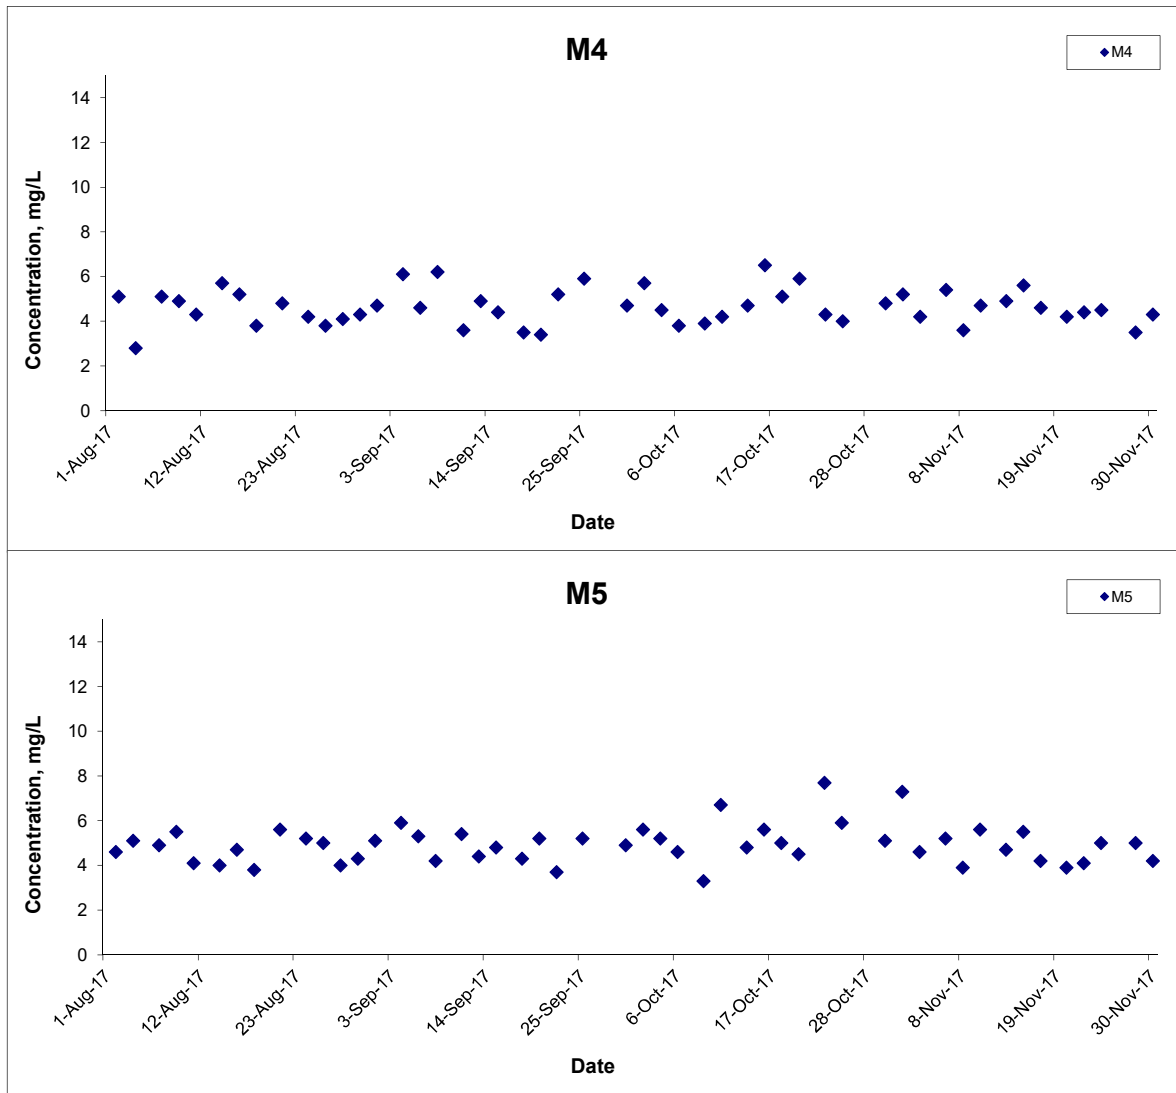 M4
M4
Concentration, mg/L
14
12
10
8
6
4
2
0
1-Aug-17
12-Aug-17
23-Aug-17
3-Sep-17
14-Sep-17
25-Sep-17
6-Oct-17
17-Oct-17
28-Oct-17
8-Nov-17
19-Nov-17
30-Nov-17
Date
M5
M5
Concentration, mg/L
14
12
10
8
6
4
2
0
1-Aug-17
12-Aug-17
23-Aug-17
3-Sep-17
14-Sep-17
25-Sep-17
6-Oct-17
17-Oct-17
28-Oct-17
8-Nov-17
19-Nov-17
30-Nov-17
Date